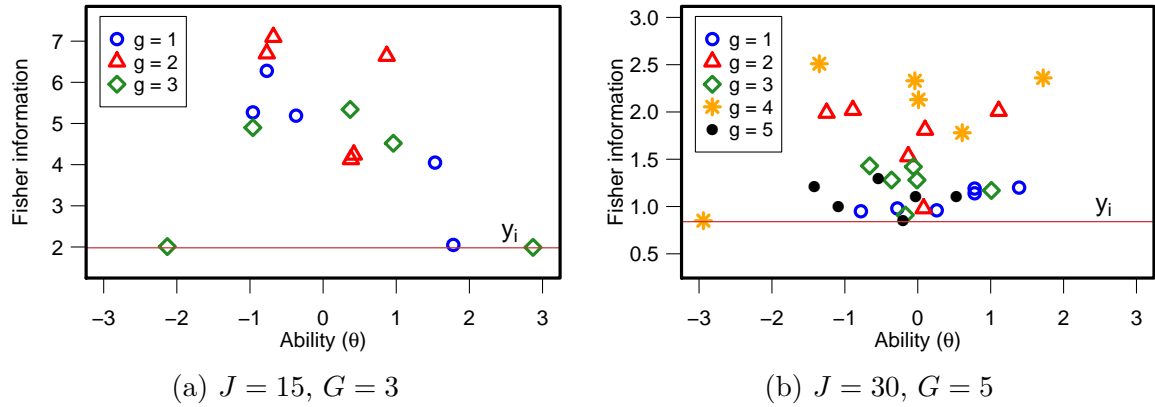 Fisher information
7
6
5
4
3
2
g = 1
g = 2
g = 3
y_i
−3 −2 −1 0 1 2 3
Ability (θ)
(a) J = 15, G = 3
Fisher information
3.0
2.5
2.0
1.5
1.0
0.5
g = 1
g = 2
g = 3
g = 4
g = 5
y_i
−3 −2 −1 0 1 2 3
Ability (θ)
(b) J = 30, G = 5